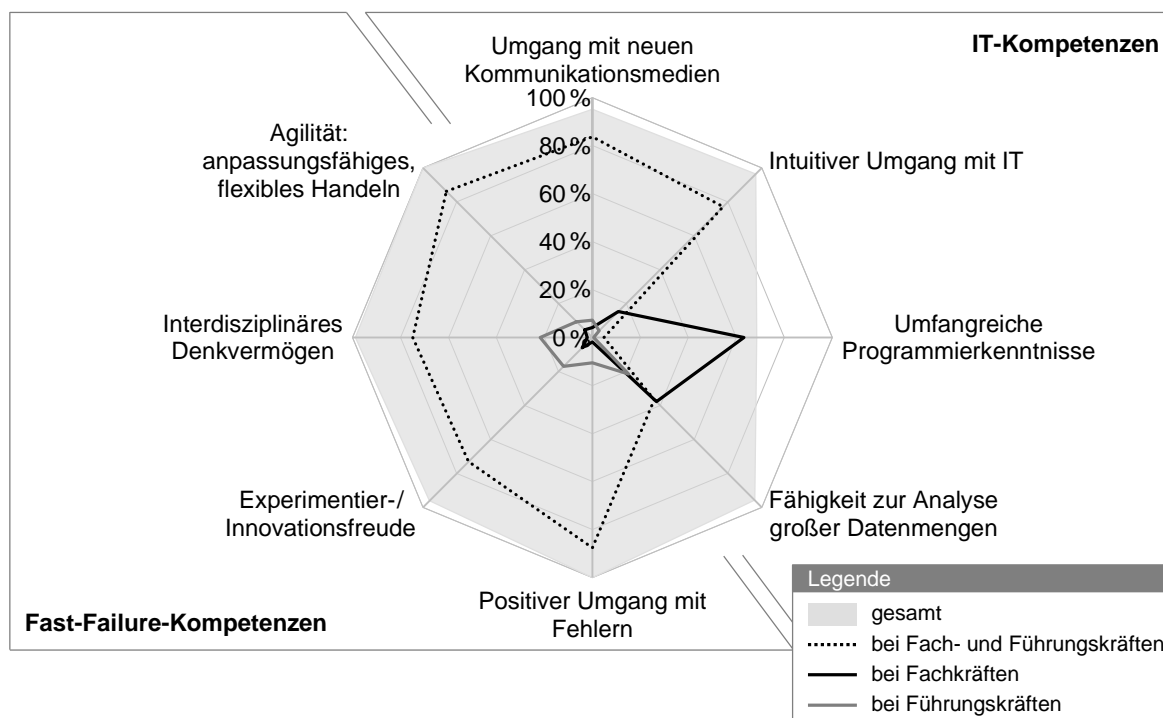 IT-Kompetenzen
Umgang mit neuen
Kommunikationsmedien
100 %
80 %
60 %
40 %
20 %
0 %
Agilität:
anpassungsfähiges,
flexibles Handeln
Intuitiver Umgang mit IT
Interdisziplinäres
Denkvermögen
Umfangreiche
Programmierkenntnisse
Experimentier-/
Innovationsfreude
Fähigkeit zur Analyse
großer Datenmengen
Positiver Umgang mit
Fehlern
Fast-Failure-Kompetenzen
Legende
gesamt
bei Fach- und Führungskräften
bei Fachkräften
bei Führungskräften